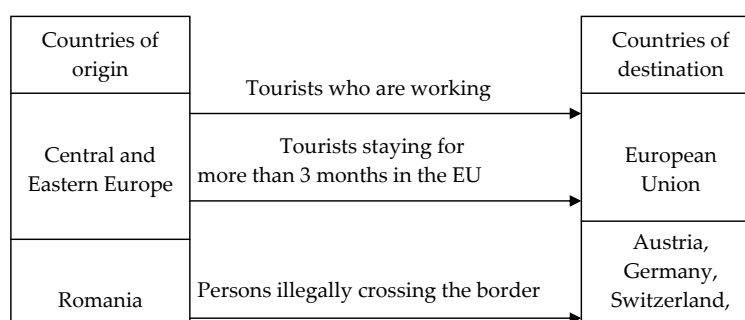 Countries of
origin
Countries of
destination
Tourists who are working
Central and
Eastern Europe
Tourists staying for
more than 3 months in the EU
European
Union
Romania
Persons illegally crossing the border
Austria,
Germany,
Switzerland,